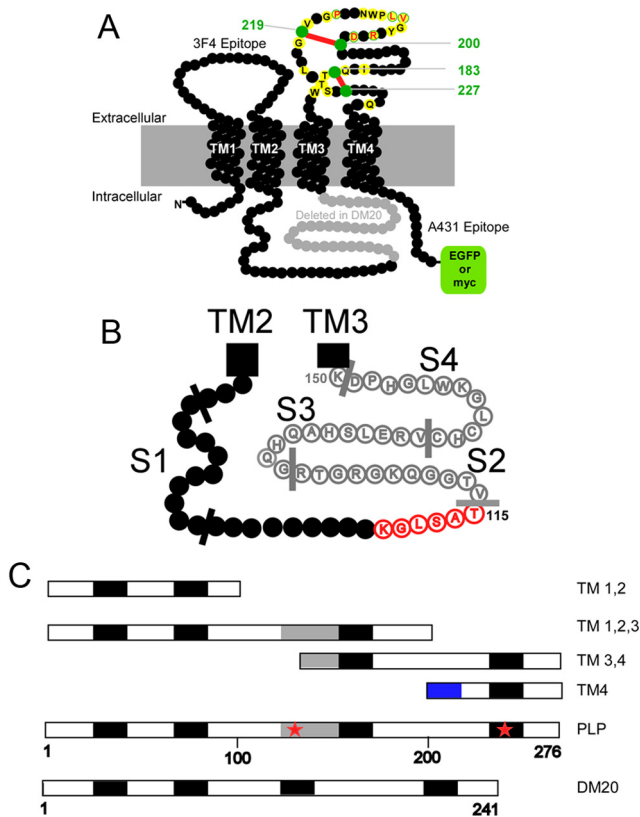 A
219
V G P N W P L V
G D R Y G
200
3F4 Epitope
L T Q I
183
W T S
227
Q
Extracellular
TM1 TM2 TM3 TM4
Intracellular
N
Deleted in DM20
A431 Epitope
EGFP
or
myc
B
TM2 TM3
S4
150 K D P H G L W K G
L
S3
H Q A H S L E R V C H C
S1
Q
S2
G R T G R G K Q G G T V
K G L S A T 115
C
TM 1,2
TM 1,2,3
TM 3,4
TM4
PLP
1 100 200 276
DM20
1 241